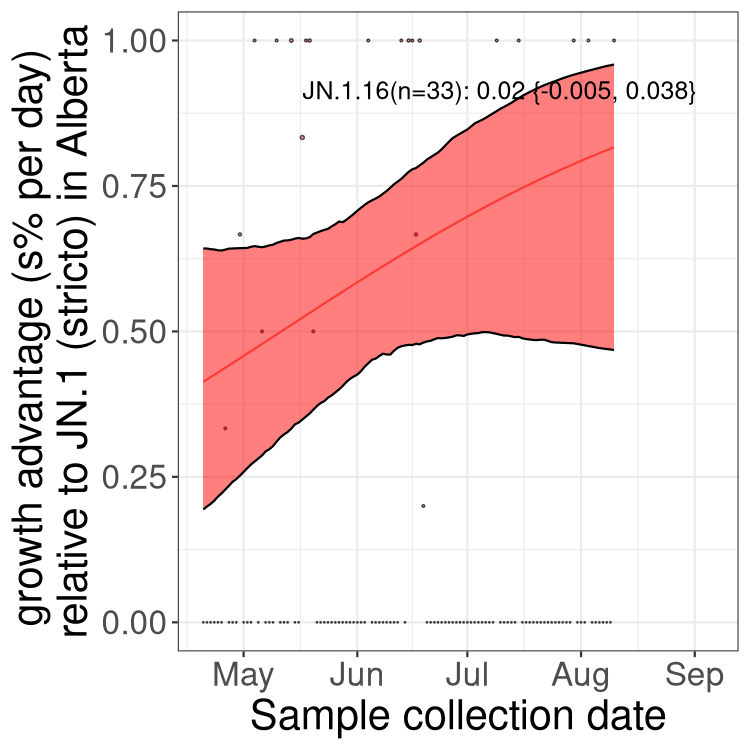 growth advantage (s% per day)
relative to JN.1 (stricto) in Alberta
1.00
0.75
0.50
0.25
0.00
JN.1.16(n=33): 0.02 {-0.005, 0.038}
May Jun Jul Aug Sep
Sample collection date